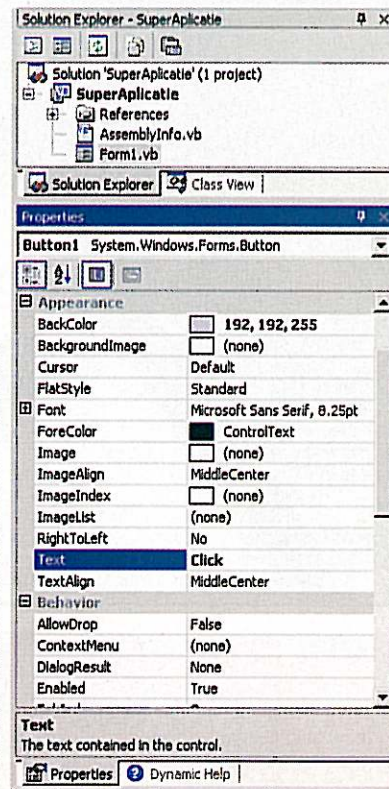 Solution Explorer - SuperAplicatie
Solution 'SuperAplicatie' (1 project)
SuperAplicatie
References
AssemblyInfo.vb
Form1.vb
Solution Explorer Class View
Properties
Button1 System.Windows.Forms.Button
Appearance
BackColor 192, 192, 255
BackgroundImage (none)
Cursor Default
FlatStyle Standard
Font Microsoft Sans Serif, 8.25pt
ForeColor ControlText
Image (none)
ImageAlign MiddleCenter
ImageIndex (none)
ImageList (none)
RightToLeft No
Text Click
TextAlign MiddleCenter
Behavior
AllowDrop False
ContextMenu (none)
DialogResult None
Enabled True
Text
The text contained in the control.
Properties Dynamic Help